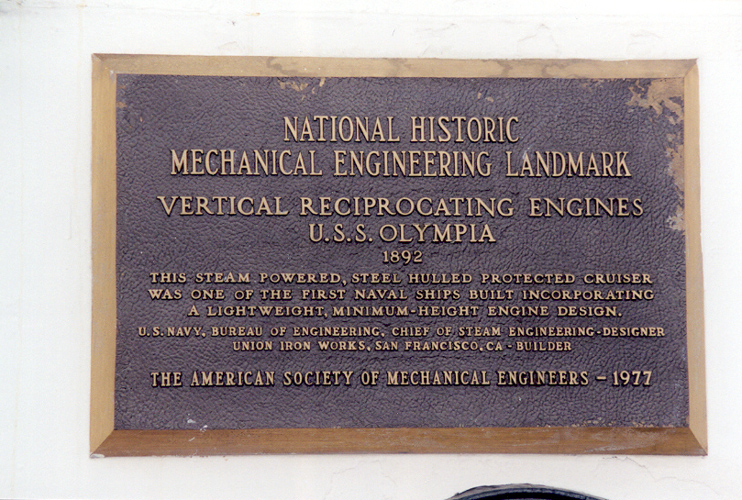 NATIONAL HISTORIC
MECHANICAL ENGINEERING LANDMARK
VERTICAL RECIPROCATING ENGINES
U.S.S. OLYMPIA
1892
THIS STEAM POWERED, STEEL HULLED PROTECTED CRUISER
WAS ONE OF THE FIRST NAVAL SHIPS BUILT INCORPORATING
A LIGHTWEIGHT, MINIMUM-HEIGHT ENGINE DESIGN.
U.S. NAVY, BUREAU OF ENGINEERING, CHIEF OF STEAM ENGINEERING-DESIGNER
UNION IRON WORKS, SAN FRANCISCO, CA - BUILDER
THE AMERICAN SOCIETY OF MECHANICAL ENGINEERS - 1977